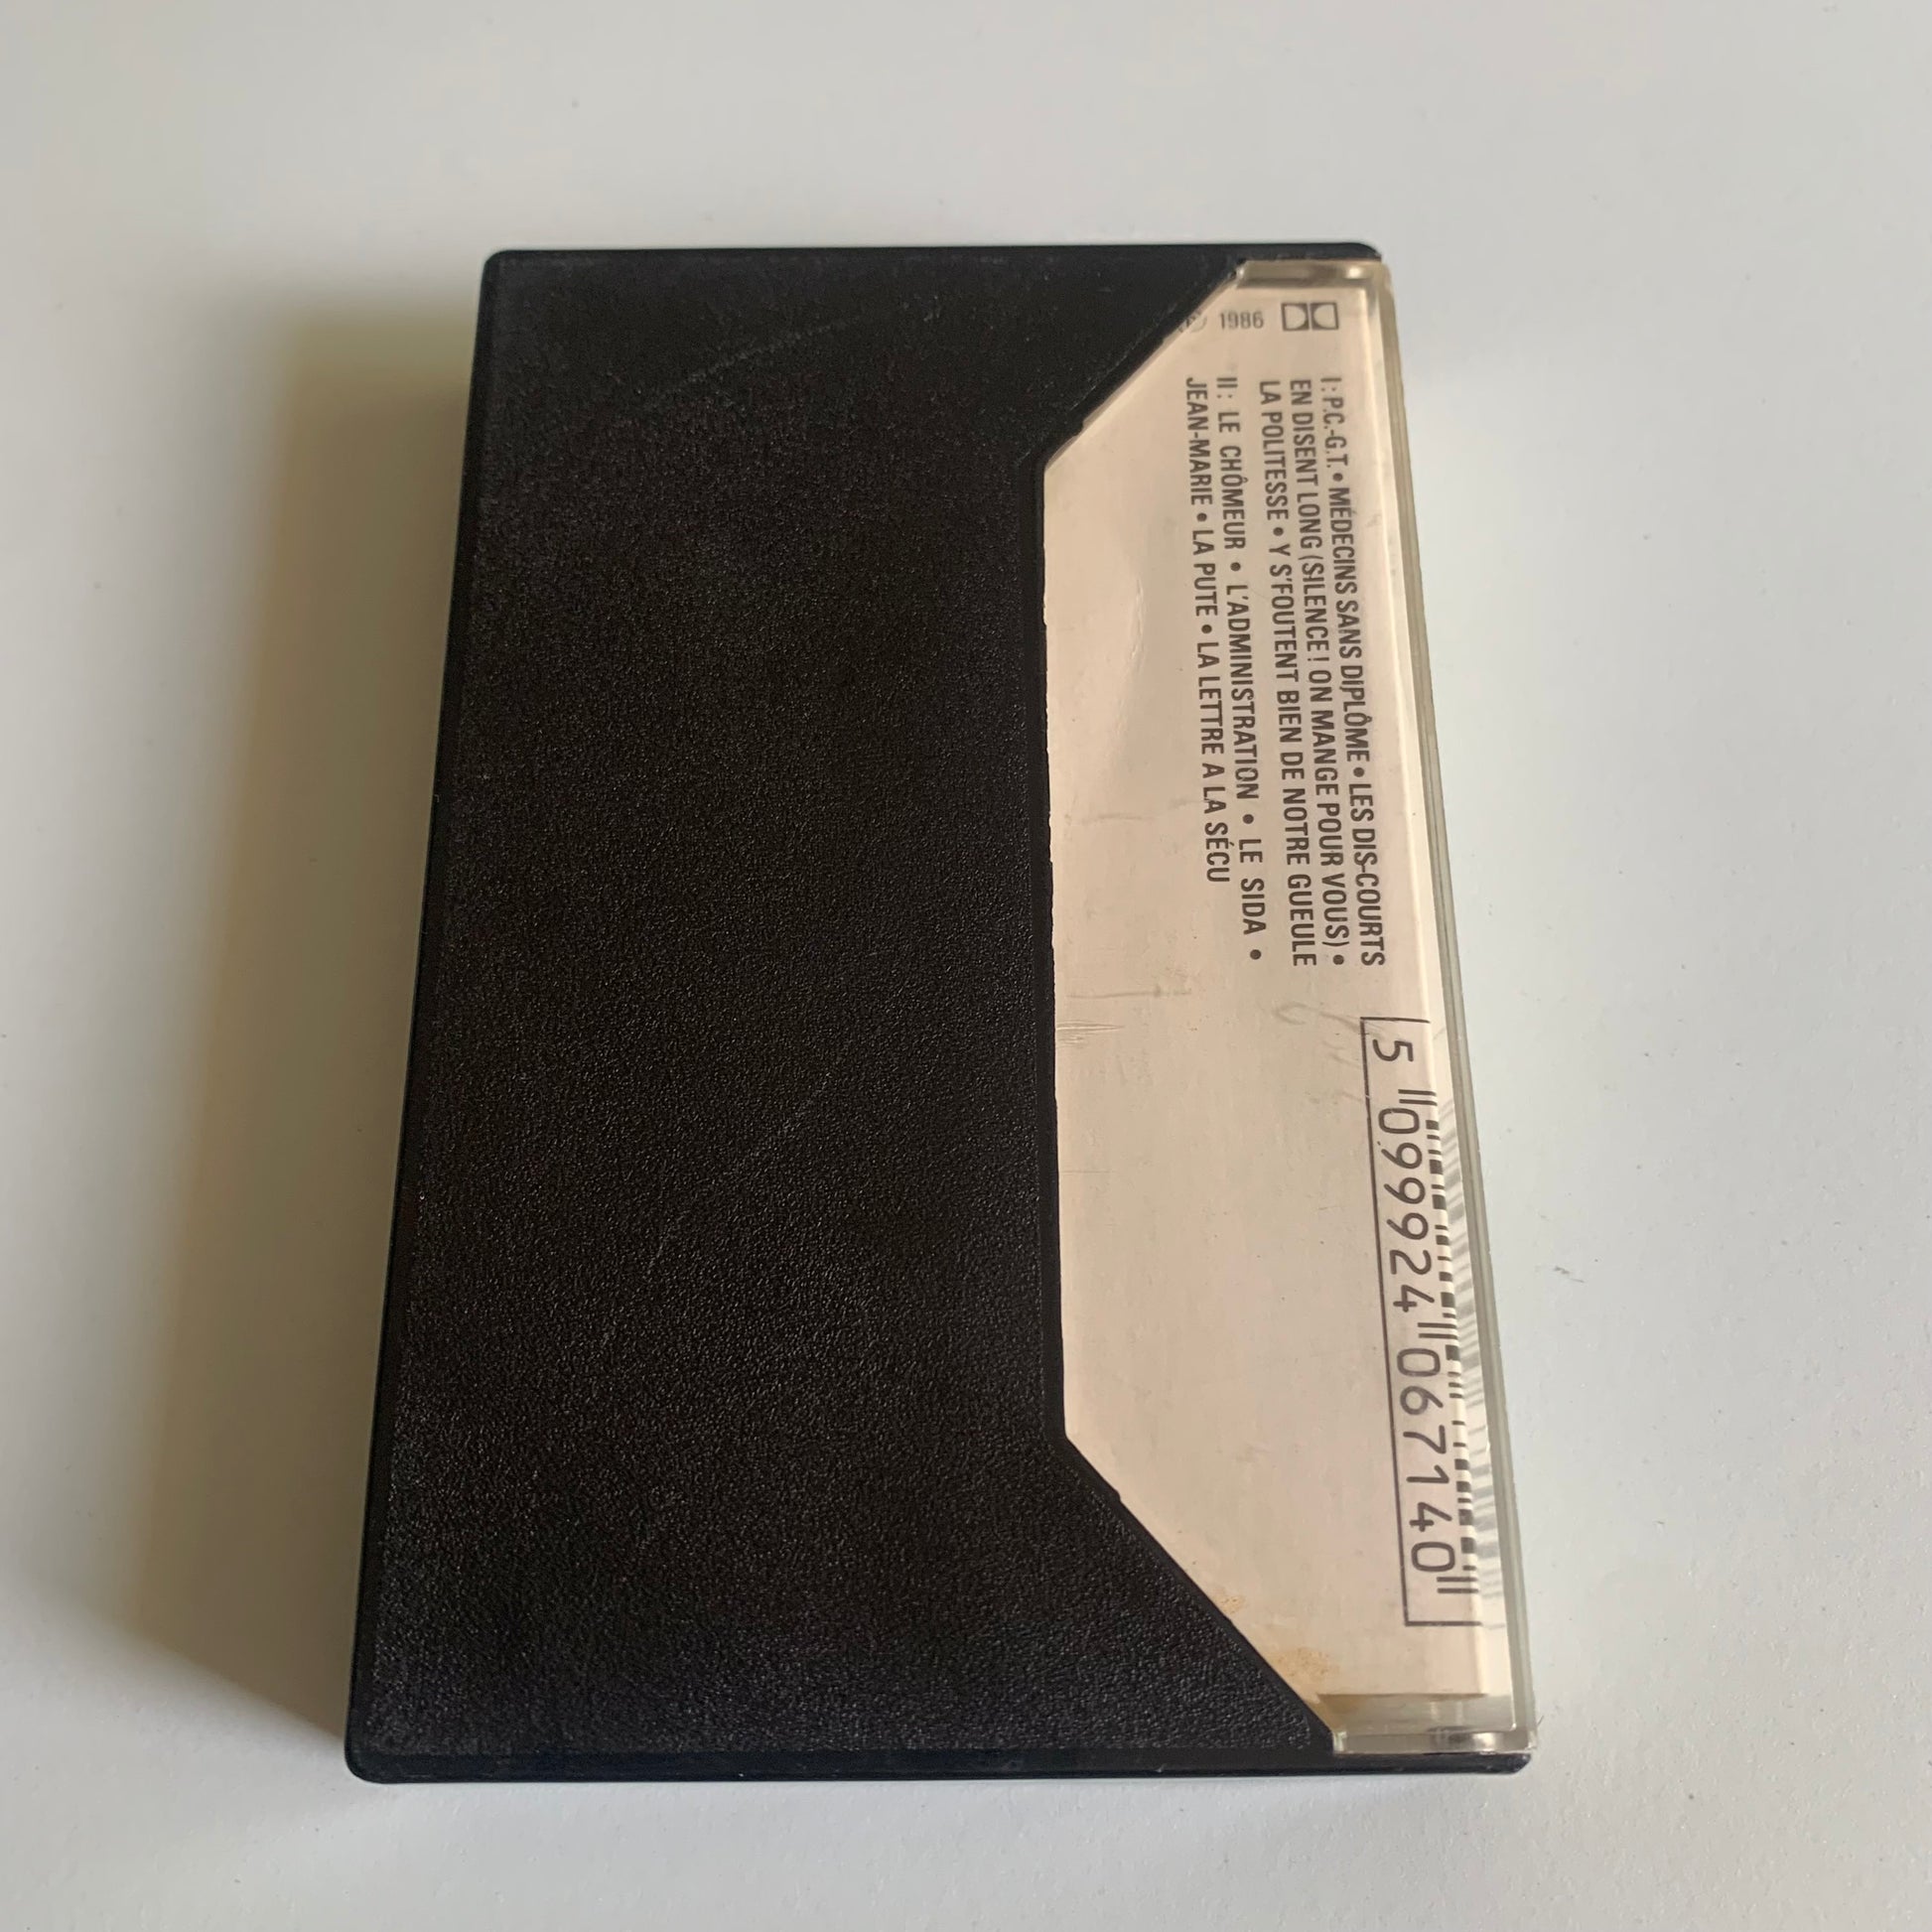 ℗ 1986
I : P.C.-G.T. • MÉDECINS SANS DIPLÔME • LES DIS-COURTS
EN DISENT LONG (SILENCE ! ON MANGE POUR VOUS) •
LA POLITESSE • Y S'FOUTENT BIEN DE NOTRE GUEULE
II : LE CHÔMEUR • L'ADMINISTRATION • LE SIDA •
JEAN-MARIE • LA PUTE • LA LETTRE A LA SÉCU
5 099924 067140